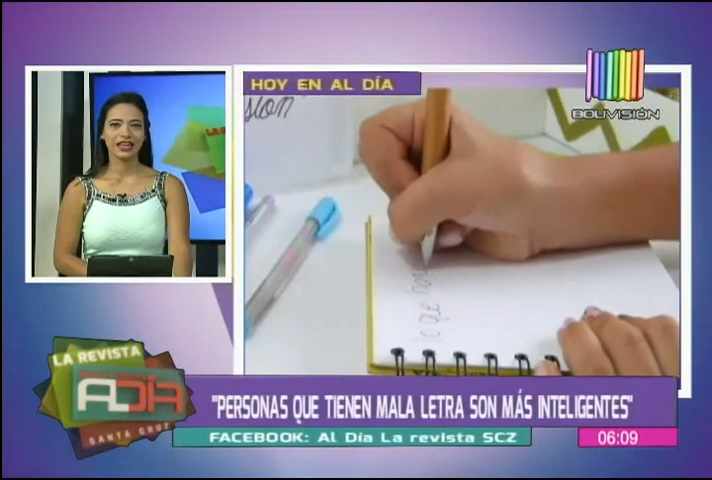 HOY EN AL DÍA
sion
BOLIVISIÓN
LA REVISTA
AL DÍA
SANTA CRUZ
"PERSONAS QUE TIENEN MALA LETRA SON MÁS INTELIGENTES"
FACEBOOK: Al Día La revista SCZ
06:09